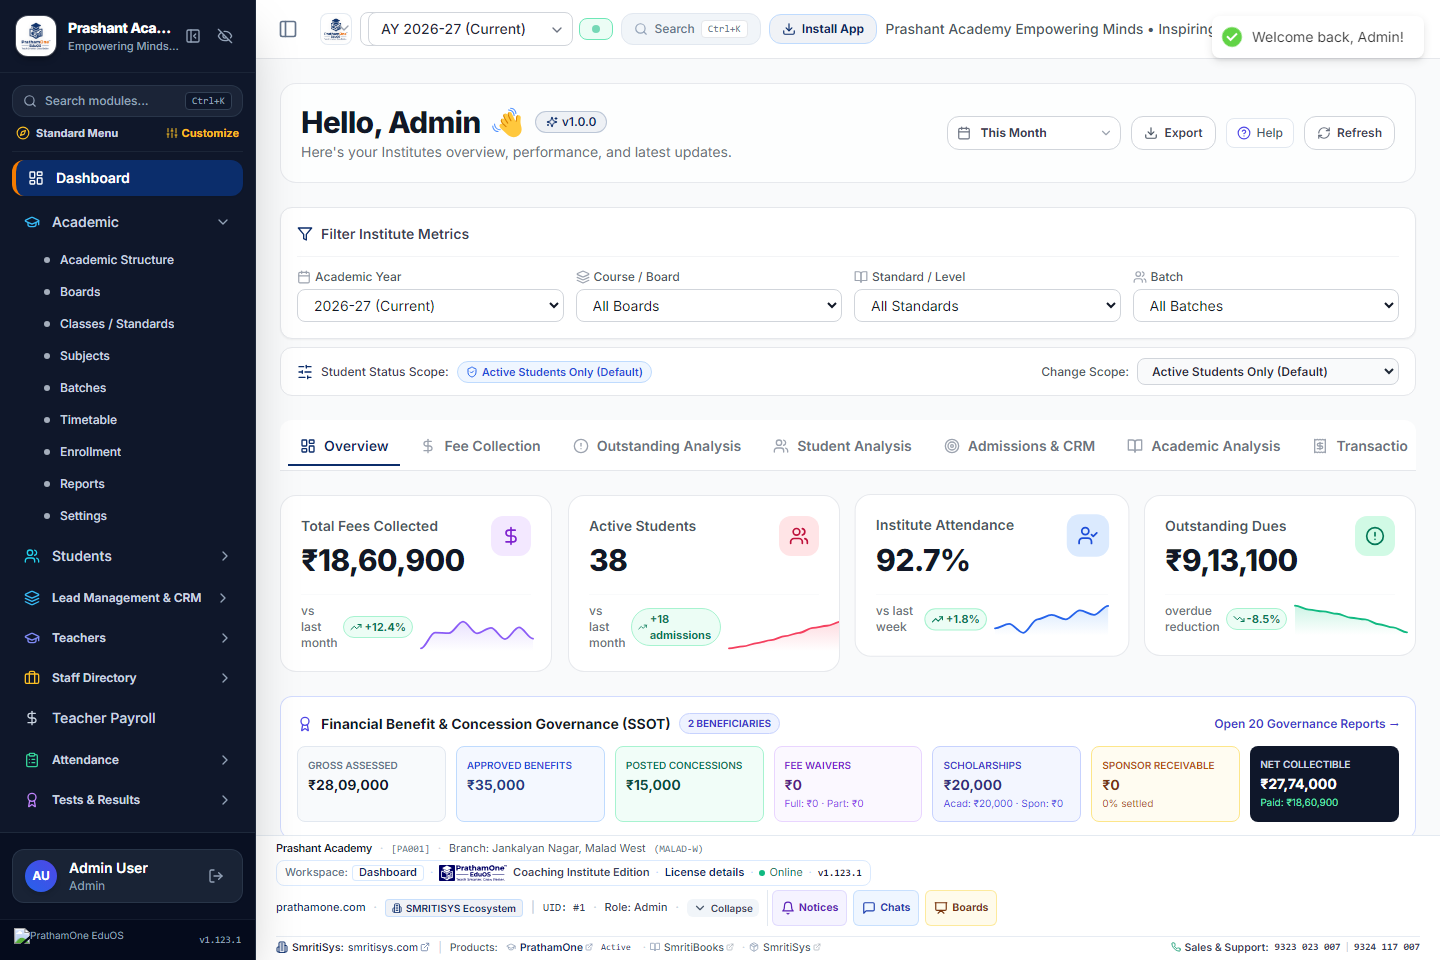 Prashant Aca...
Empowering Minds...
Search modules...
Ctrl+K
Standard Menu
Customize
Dashboard
Academic
Academic Structure
Boards
Classes / Standards
Subjects
Batches
Timetable
Enrollment
Reports
Settings
Students
Lead Management & CRM
Teachers
Staff Directory
Teacher Payroll
Attendance
Tests & Results
AU
Admin User
Admin
PrathamOne EduOS
v1.123.1
AY 2026-27 (Current)
Search
Ctrl+K
Install App
Prashant Academy Empowering Minds • Inspiring
Welcome back, Admin!
Hello, Admin 👋
v1.0.0
Here's your Institutes overview, performance, and latest updates.
This Month
Export
Help
Refresh
Filter Institute Metrics
Academic Year
Course / Board
Standard / Level
Batch
2026-27 (Current)
All Boards
All Standards
All Batches
Student Status Scope:
Active Students Only (Default)
Change Scope:
Active Students Only (Default)
Overview
Fee Collection
Outstanding Analysis
Student Analysis
Admissions & CRM
Academic Analysis
Transactio
Total Fees Collected
₹18,60,900
vs last month
+12.4%
Active Students
38
vs last month
+18 admissions
Institute Attendance
92.7%
vs last week
+1.8%
Outstanding Dues
₹9,13,100
overdue reduction
-8.5%
Financial Benefit & Concession Governance (SSOT)
2 BENEFICIARIES
Open 20 Governance Reports →
GROSS ASSESSED
₹28,09,000
APPROVED BENEFITS
₹35,000
POSTED CONCESSIONS
₹15,000
FEE WAIVERS
₹0
Full: ₹0 · Part: ₹0
SCHOLARSHIPS
₹20,000
Acad: ₹20,000 · Spon: ₹0
SPONSOR RECEIVABLE
₹0
0% settled
NET COLLECTIBLE
₹27,74,000
Paid: ₹18,60,900
Prashant Academy · [PA001] · Branch: Jankalyan Nagar, Malad West (MALAD-W)
Workspace: Dashboard · PrathamOne EduOS Coaching Institute Edition · License details · Online · v1.123.1
prathamone.com · SMRITISYS Ecosystem | UID: #1 · Role: Admin · Collapse
Notices
Chats
Boards
SmritiSys: smritisys.com | Products: PrathamOne Active · SmritiBooks · SmritiSys
Sales & Support: 9323 023 007 | 9324 117 007